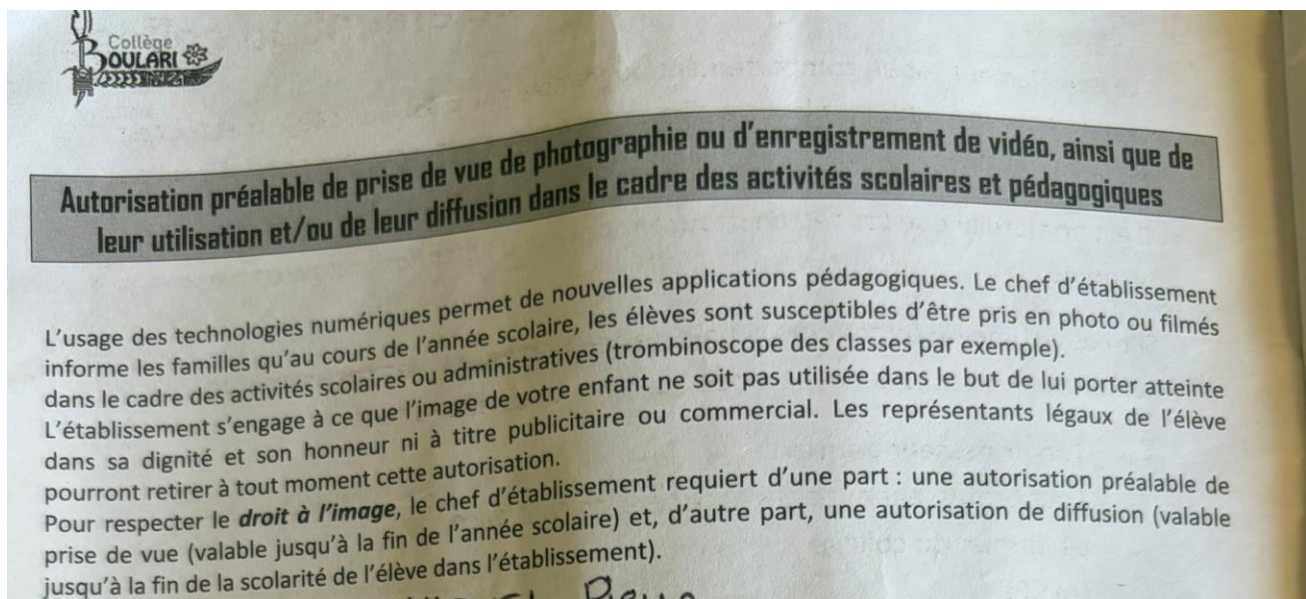 Collège
BOULARI
Autorisation préalable de prise de vue de photographie ou d'enregistrement de vidéo, ainsi que de
leur utilisation et/ou de leur diffusion dans le cadre des activités scolaires et pédagogiques
L'usage des technologies numériques permet de nouvelles applications pédagogiques. Le chef d'établissement
informe les familles qu'au cours de l'année scolaire, les élèves sont susceptibles d'être pris en photo ou filmés
dans le cadre des activités scolaires ou administratives (trombinoscope des classes par exemple).
L'établissement s'engage à ce que l'image de votre enfant ne soit pas utilisée dans le but de lui porter atteinte
dans sa dignité et son honneur ni à titre publicitaire ou commercial. Les représentants légaux de l'élève
pourront retirer à tout moment cette autorisation.
Pour respecter le droit à l'image, le chef d'établissement requiert d'une part : une autorisation préalable de
prise de vue (valable jusqu'à la fin de l'année scolaire) et, d'autre part, une autorisation de diffusion (valable
jusqu'à la fin de la scolarité de l'élève dans l'établissement).